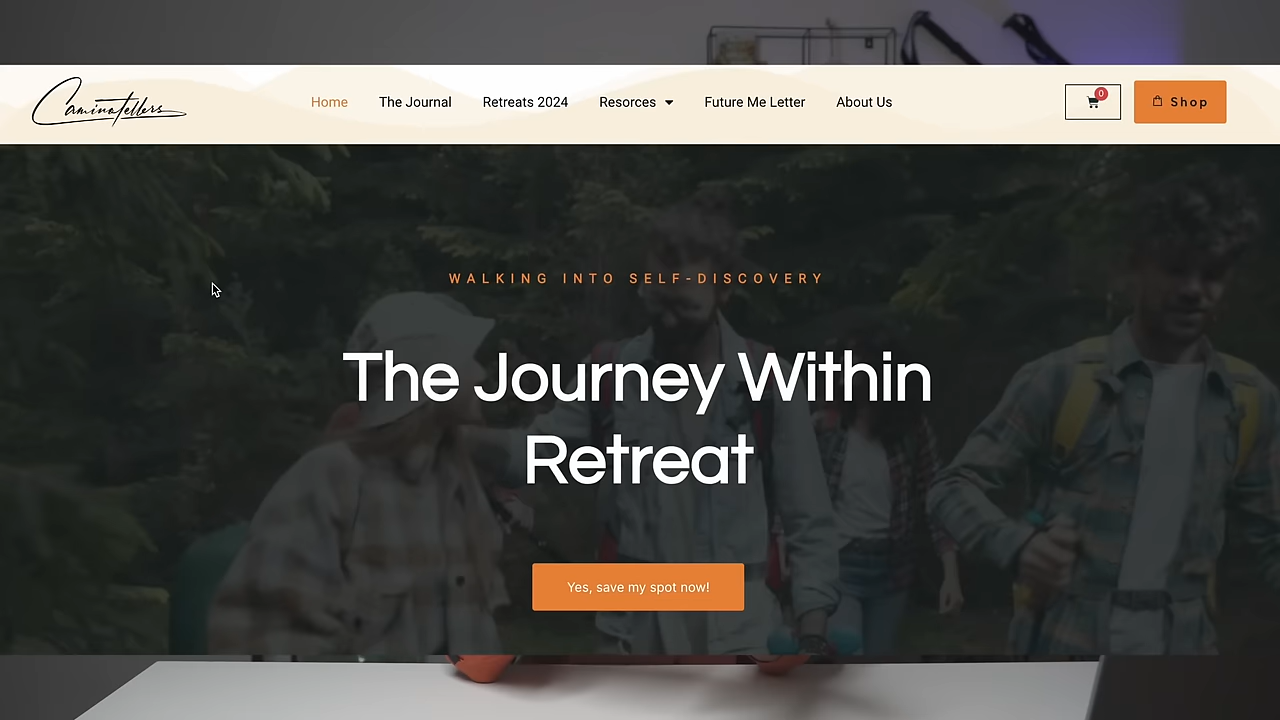 Caminotellers
Home
The Journal
Retreats 2024
Resorces
Future Me Letter
About Us
0
Shop
WALKING INTO SELF-DISCOVERY
The Journey Within
Retreat
Yes, save my spot now!